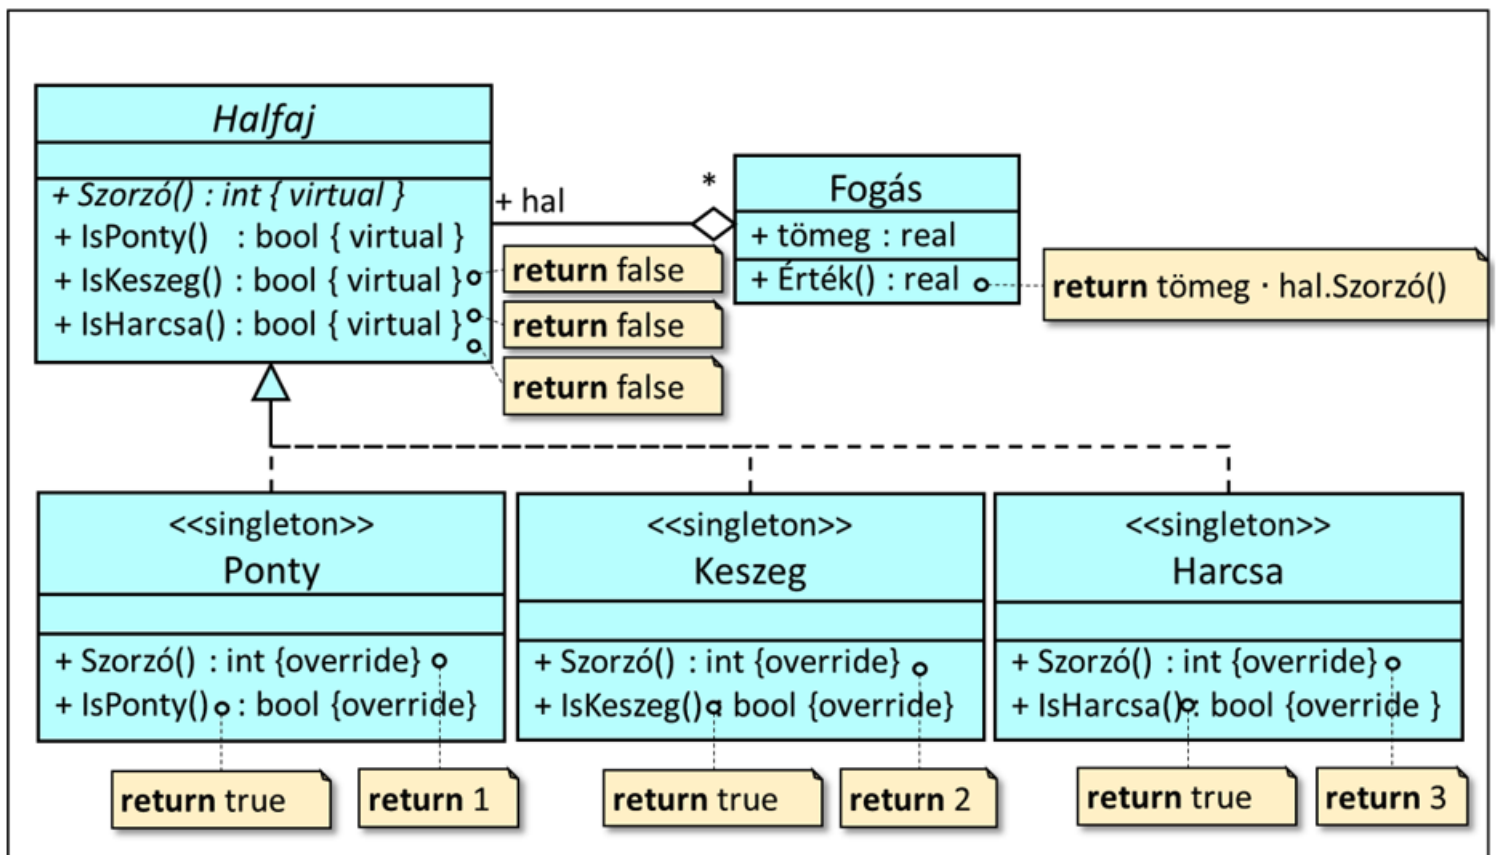 Halfaj
+ Szorzó() : int { virtual }
+ IsPonty() : bool { virtual }
+ IsKeszeg() : bool { virtual }
+ IsHarcsa() : bool { virtual }
+ hal
*
return false
return false
return false
Fogás
+ tömeg : real
+ Érték() : real
return tömeg · hal.Szorzó()
<<singleton>>
Ponty
+ Szorzó() : int {override}
+ IsPonty() : bool {override}
return true
return 1
<<singleton>>
Keszeg
+ Szorzó() : int {override}
+ IsKeszeg() : bool {override}
return true
return 2
<<singleton>>
Harcsa
+ Szorzó() : int {override}
+ IsHarcsa() : bool {override }
return true
return 3